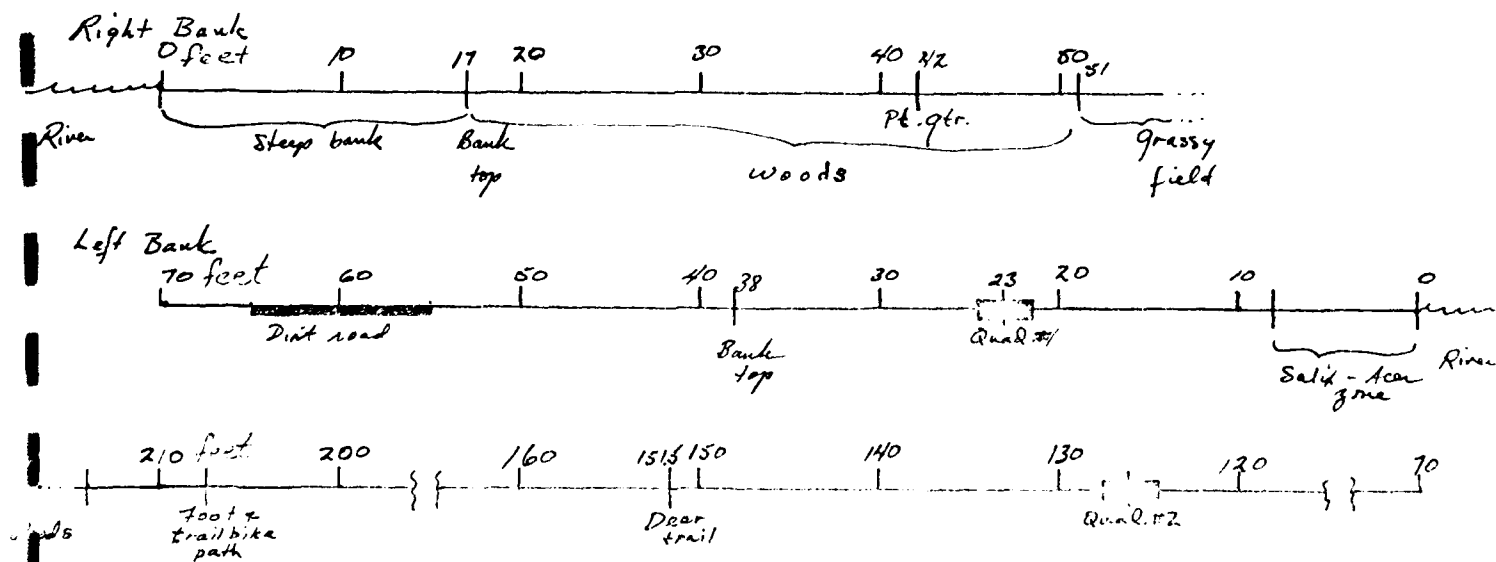 Right Bank
0 feet 10 17 20 30 40 42 50 51
River Steep bank Bank top Pt. qtr. woods grassy field
Left Bank
70 feet 60 50 40 38 30 23 20 10 0
Dirt road Bank top Quad. #1 Salix - Acer zone River
210 feet 200 160 151.5 150 140 130 120 70
Foot & trailbike path Deer trail Quad. #2